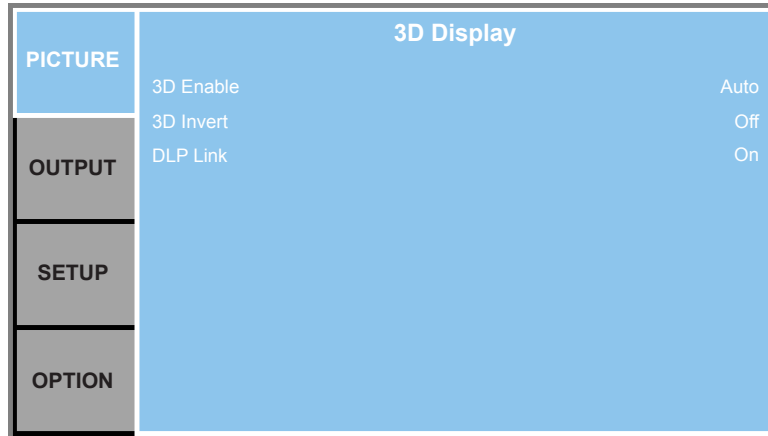 3D Display
PICTURE
3D Enable Auto
3D Invert Off
DLP Link On
OUTPUT
SETUP
OPTION